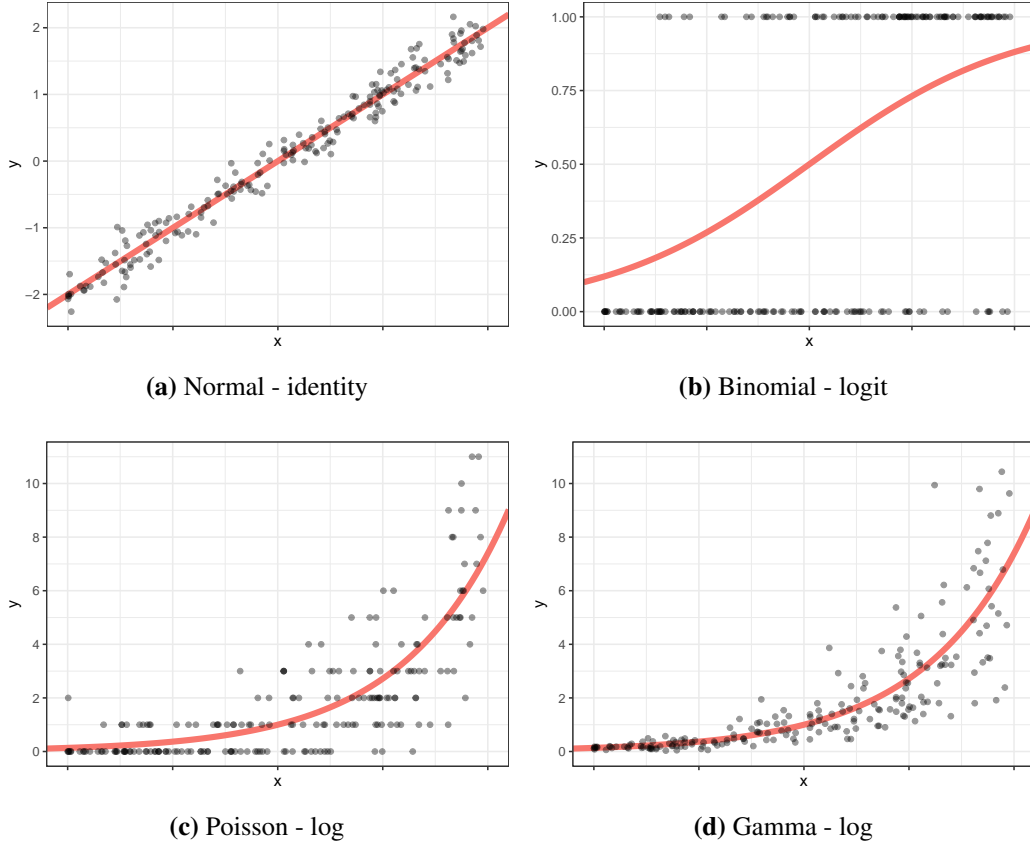 2
1
0
−1
−2
y
x
(a) Normal - identity
1.00
0.75
0.50
0.25
0.00
y
x
(b) Binomial - logit
10
8
6
4
2
0
y
x
(c) Poisson - log
10
8
6
4
2
0
y
x
(d) Gamma - log